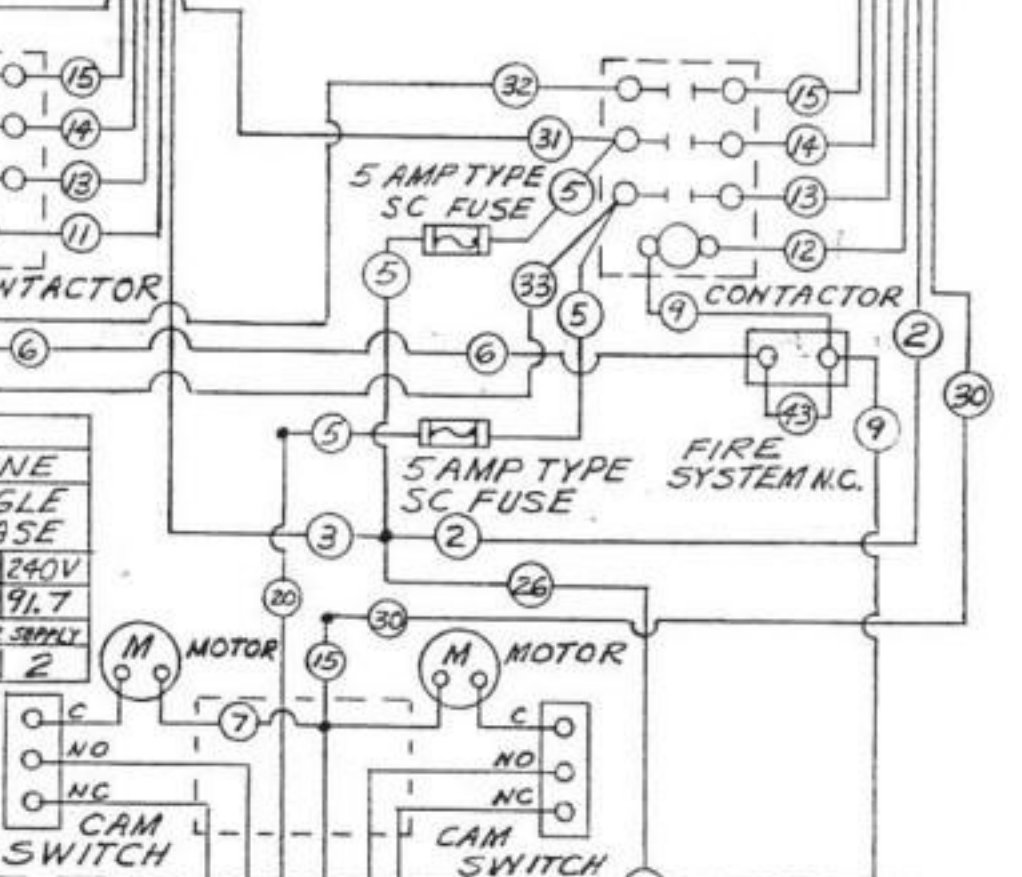 15
32
15
14
31
14
5 AMP TYPE
SC FUSE
5
13
13
11
12
5
33
CONTACTOR
9
CONTACTOR
5
2
6
6
30
43
9
5
FIRE
SYSTEM N.C.
5 AMP TYPE
SC FUSE
NE
GLE
ASE
240V
91.7
SUPPLY
2
3
2
26
20
30
M
MOTOR
15
M
MOTOR
C
7
C
NO
NO
NC
NC
CAM
SWITCH
CAM
SWITCH